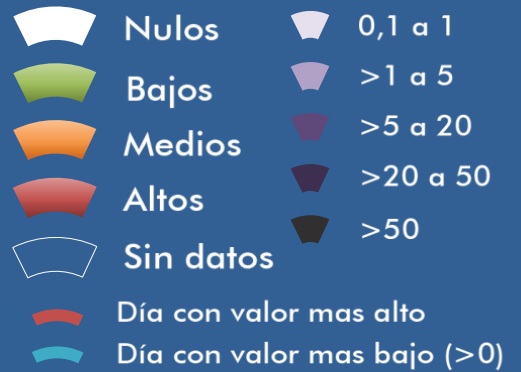 Nulos
Bajos
Medios
Altos
Sin datos
0,1 a 1
>1 a 5
>5 a 20
>20 a 50
>50
Día con valor mas alto
Día con valor mas bajo (>0)